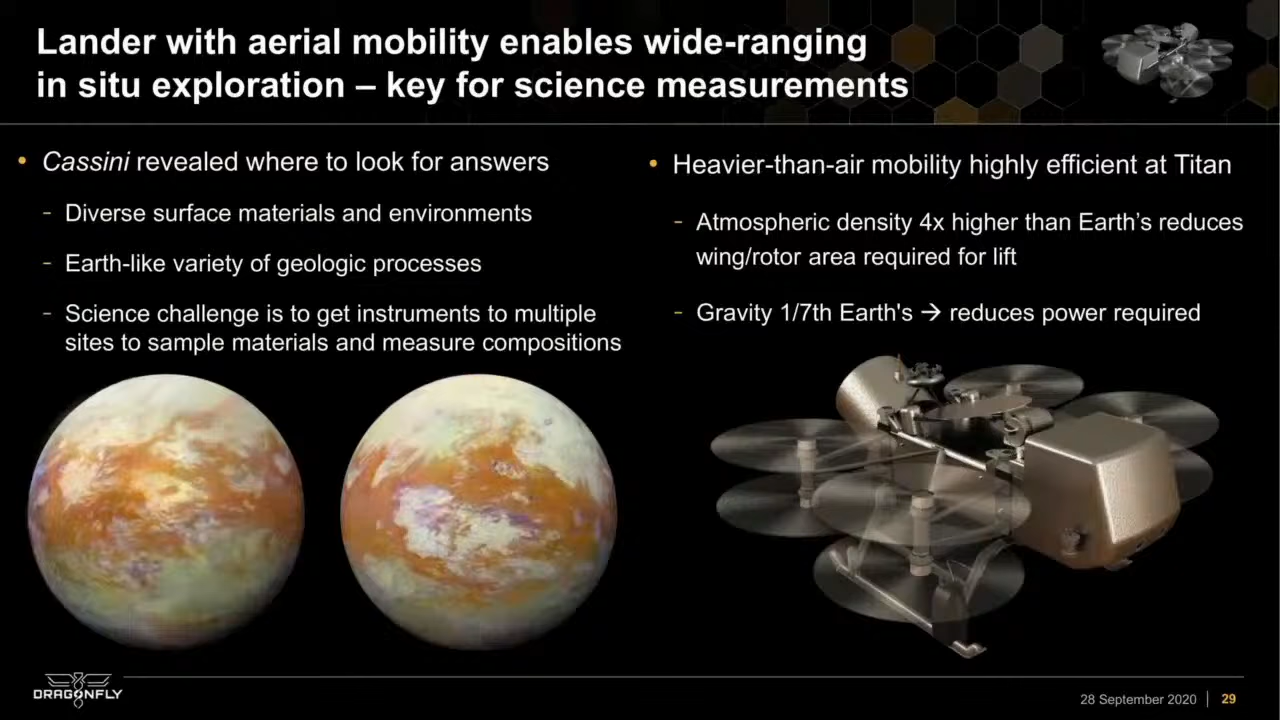 Lander with aerial mobility enables wide-ranging
in situ exploration – key for science measurements
• Cassini revealed where to look for answers
- Diverse surface materials and environments
- Earth-like variety of geologic processes
- Science challenge is to get instruments to multiple
sites to sample materials and measure compositions
• Heavier-than-air mobility highly efficient at Titan
- Atmospheric density 4x higher than Earth’s reduces
wing/rotor area required for lift
- Gravity 1/7th Earth's → reduces power required
DRAGONFLY
28 September 2020 | 29